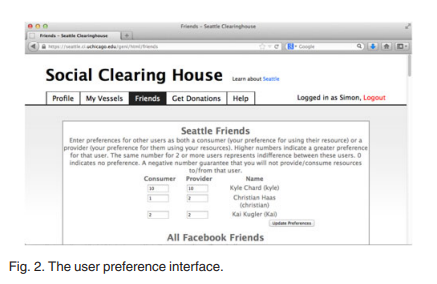 Friends – Seattle Clearinghouse
Friends – Seattle Clearinghouse
https://seattle.ci.uchicago.edu/geni/html/friends
Google
Social Clearing House Learn about Seattle
Profile My Vessels Friends Get Donations Help Logged in as Simon, Logout
Seattle Friends
Enter preferences for other users as both a consumer (your preference for using their resource) or a
provider (your preference for them using your resources). Higher numbers indicate a greater preference
for that user. The same number for 2 or more users represents indifference between these users. 0
indicates no preference. A negative number guarantee that you will not provide/consume resources
to/from that user.
Consumer Provider Name
10 10 Kyle Chard (kyle)
1 2 Christian Haas
(christian)
2 2 Kai Kugler (Kai)
Update Preferences
All Facebook Friends
Fig. 2. The user preference interface.